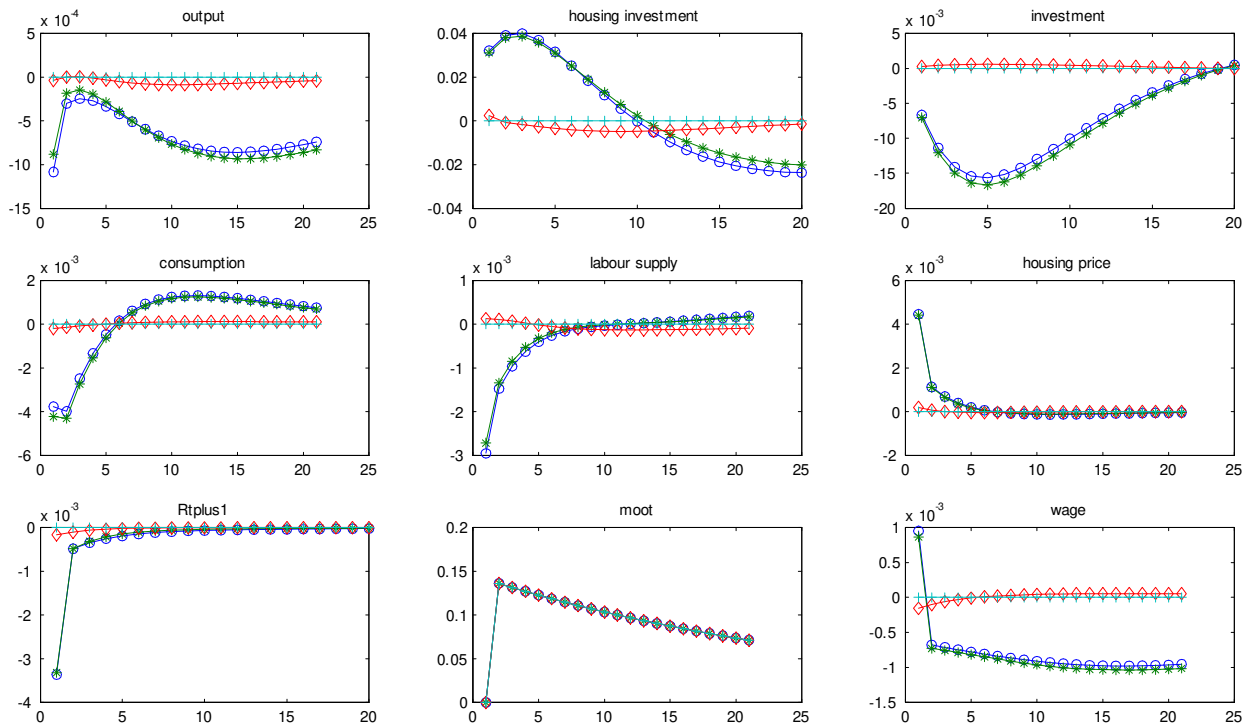 output
x 10-4
5
0
-5
-10
-15
0 5 10 15 20 25
housing investment
0.04
0.02
0
-0.02
-0.04
0 5 10 15 20
investment
x 10-3
5
0
-5
-10
-15
-20
0 5 10 15 20
consumption
x 10-3
2
0
-2
-4
-6
0 5 10 15 20 25
labour supply
x 10-3
1
0
-1
-2
-3
0 5 10 15 20 25
housing price
x 10-3
6
4
2
0
-2
0 5 10 15 20 25
Rtplus1
x 10-3
0
-1
-2
-3
-4
0 5 10 15 20
moot
0.2
0.15
0.1
0.05
0
0 5 10 15 20 25
wage
x 10-3
1
0.5
0
-0.5
-1
-1.5
0 5 10 15 20 25